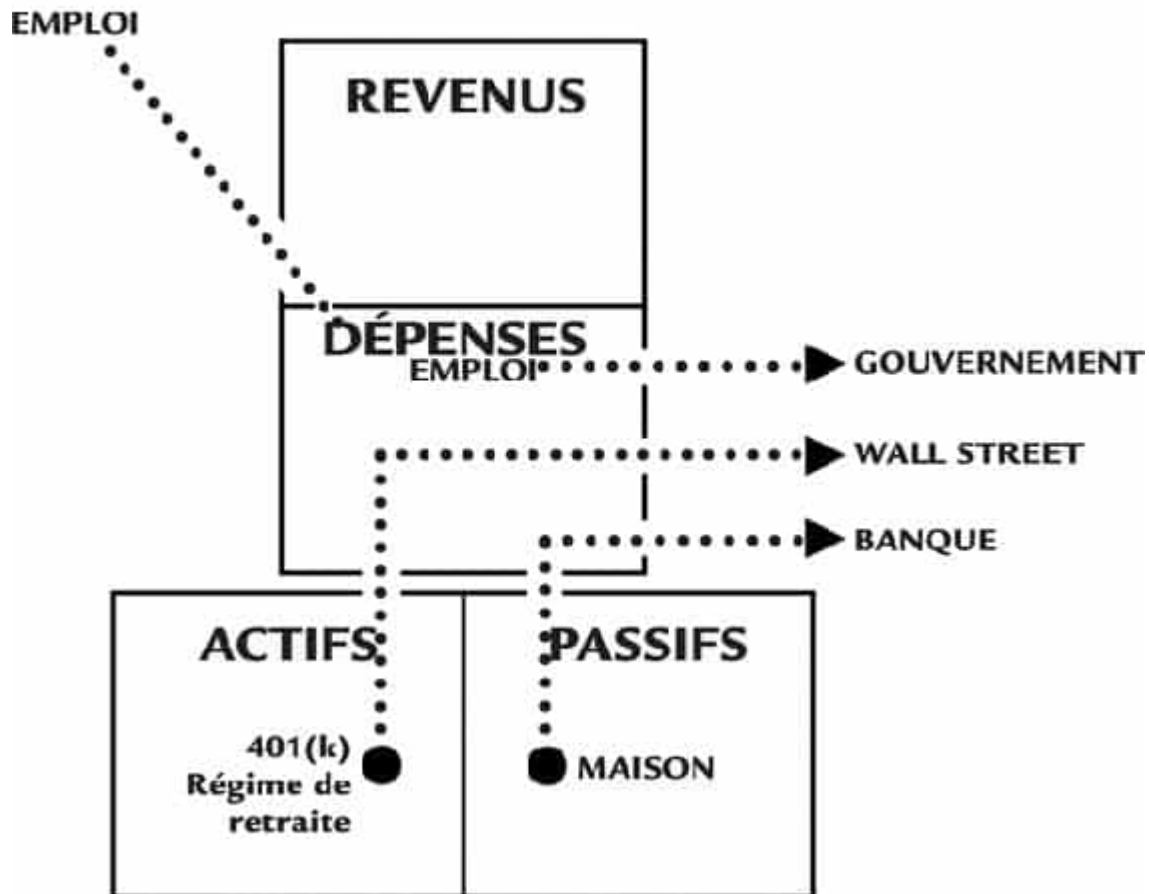 EMPLOI
REVENUS
DÉPENSES
EMPLOI
GOUVERNEMENT
WALL STREET
BANQUE
ACTIFS
PASSIFS
401(k)
Régime de
retraite
MAISON